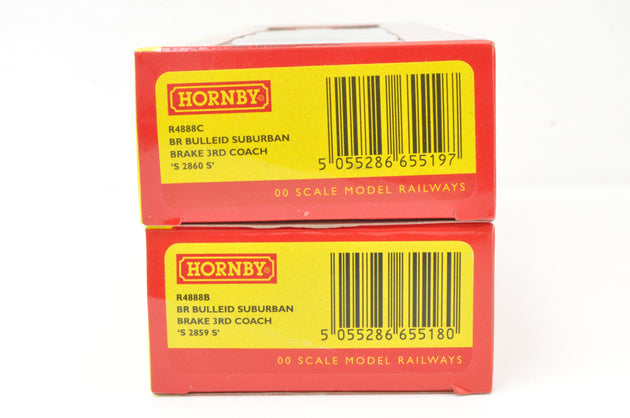 HORNBY®
R4888C
BR BULLEID SUBURBAN
BRAKE 3RD COACH
'S 2860 S'
5 055286 655197
00 SCALE MODEL RAILWAYS
HORNBY®
R4888B
BR BULLEID SUBURBAN
BRAKE 3RD COACH
'S 2859 S'
5 055286 655180
00 SCALE MODEL RAILWAYS